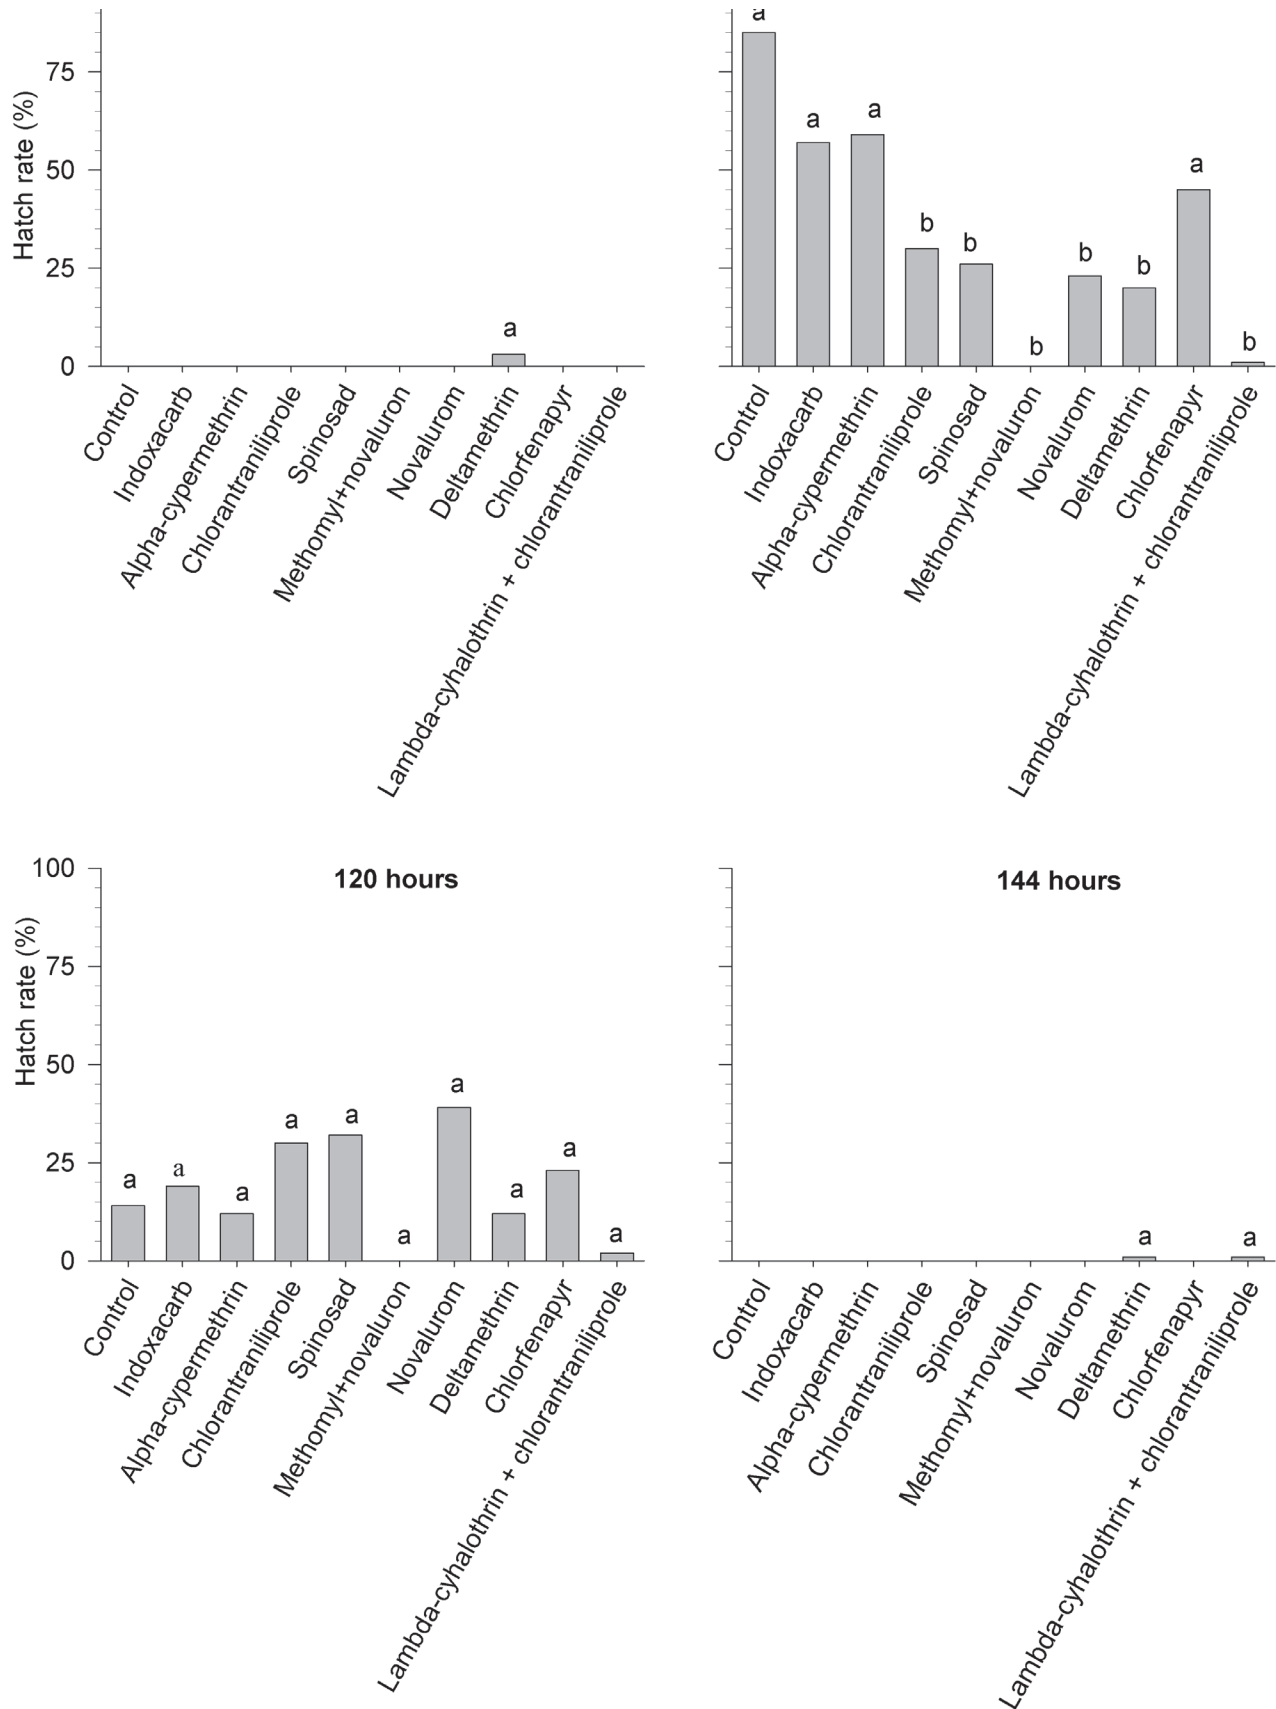 a
75
50
25
0
Hatch rate (%)
a
a
a
b
b
b
b
b
a
b
a
Control
Indoxacarb
Alpha-cypermethrin
Chlorantraniliprole
Spinosad
Methomyl+novaluron
Novalurom
Deltamethrin
Chlorfenapyr
Lambda-cyhalothrin + chlorantraniliprole
Control
Indoxacarb
Alpha-cypermethrin
Chlorantraniliprole
Spinosad
Methomyl+novaluron
Novalurom
Deltamethrin
Chlorfenapyr
Lambda-cyhalothrin + chlorantraniliprole
120 hours
100
75
50
25
0
Hatch rate (%)
a
a
a
a
a
a
a
a
a
a
Control
Indoxacarb
Alpha-cypermethrin
Chlorantraniliprole
Spinosad
Methomyl+novaluron
Novalurom
Deltamethrin
Chlorfenapyr
Lambda-cyhalothrin + chlorantraniliprole
144 hours
a
a
Control
Indoxacarb
Alpha-cypermethrin
Chlorantraniliprole
Spinosad
Methomyl+novaluron
Novalurom
Deltamethrin
Chlorfenapyr
Lambda-cyhalothrin + chlorantraniliprole